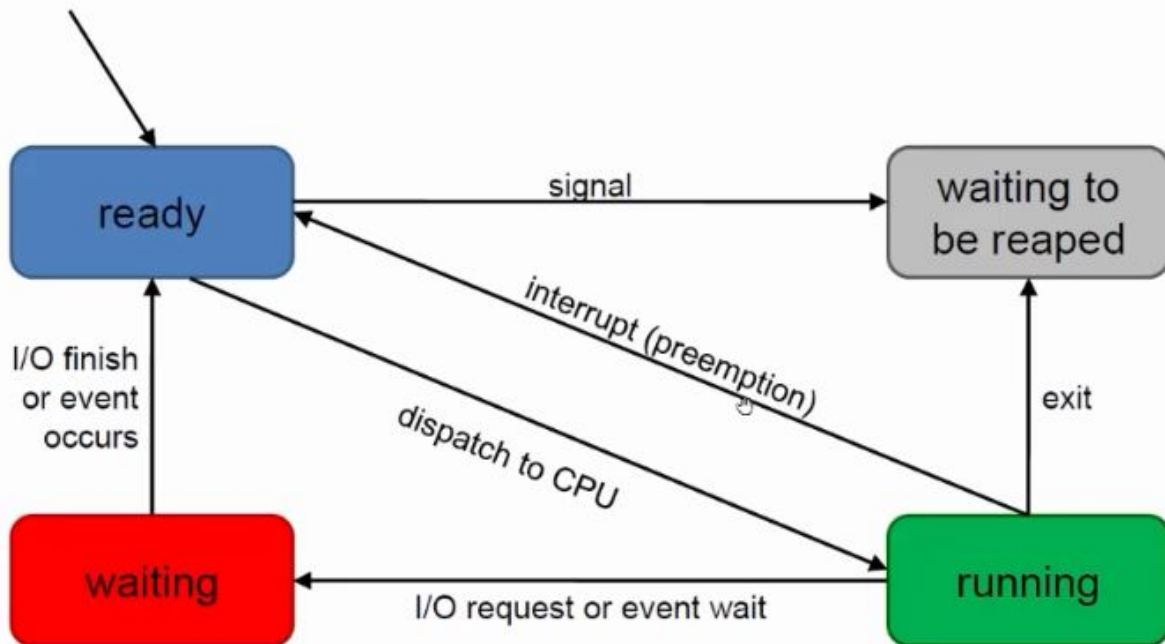 ready
signal
waiting to
be reaped
interrupt (preemption)
I/O finish
or event
occurs
dispatch to CPU
exit
waiting
I/O request or event wait
running